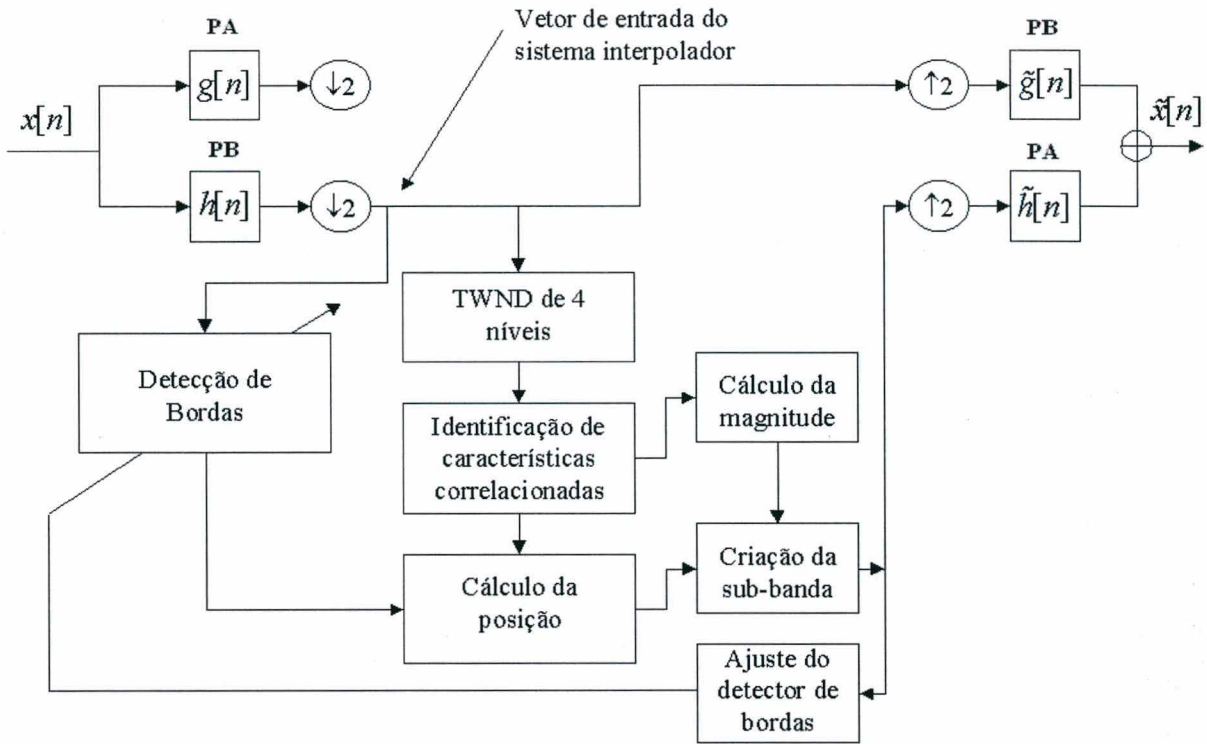 PA
Vetor de entrada do
sistema interpolador
PB
g[n]
↓2
↑2
g̃[n]
x[n]
x̃[n]
PB
PA
h[n]
↓2
↑2
h̃[n]
TWND de 4
níveis
Detecção de
Bordas
Cálculo da
magnitude
Identificação de
características
correlacionadas
Criação da
sub-banda
Cálculo da
posição
Ajuste do
detector de
bordas